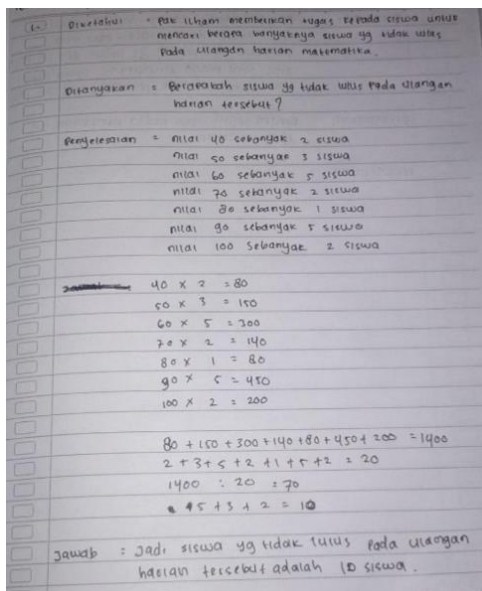 1. Diketahui : Pak Ilham memberikan tugas kepada siswa untuk
mencari berapa banyaknya siswa yg tidak lulus
pada ulangan harian matematika.
Ditanyakan : Berapakah siswa yg tidak lulus pada ulangan
harian tersebut?
Penyelesaian = nilai 40 sebanyak 2 siswa
nilai 50 sebanyak 3 siswa
nilai 60 sebanyak 5 siswa
nilai 70 sebanyak 2 siswa
nilai 80 sebanyak 1 siswa
nilai 90 sebanyak 5 siswa
nilai 100 sebanyak 2 siswa
40 x 2 = 80
50 x 3 = 150
60 x 5 = 300
70 x 2 = 140
80 x 1 = 80
90 x 5 = 450
100 x 2 = 200
80 + 150 + 300 + 140 + 80 + 450 + 200 = 1400
2 + 3 + 5 + 2 + 1 + 5 + 2 = 20
1400 : 20 = 70
5 + 3 + 2 = 10
Jawab : Jadi siswa yg tidak lulus pada ulangan
harian tersebut adalah 10 siswa.